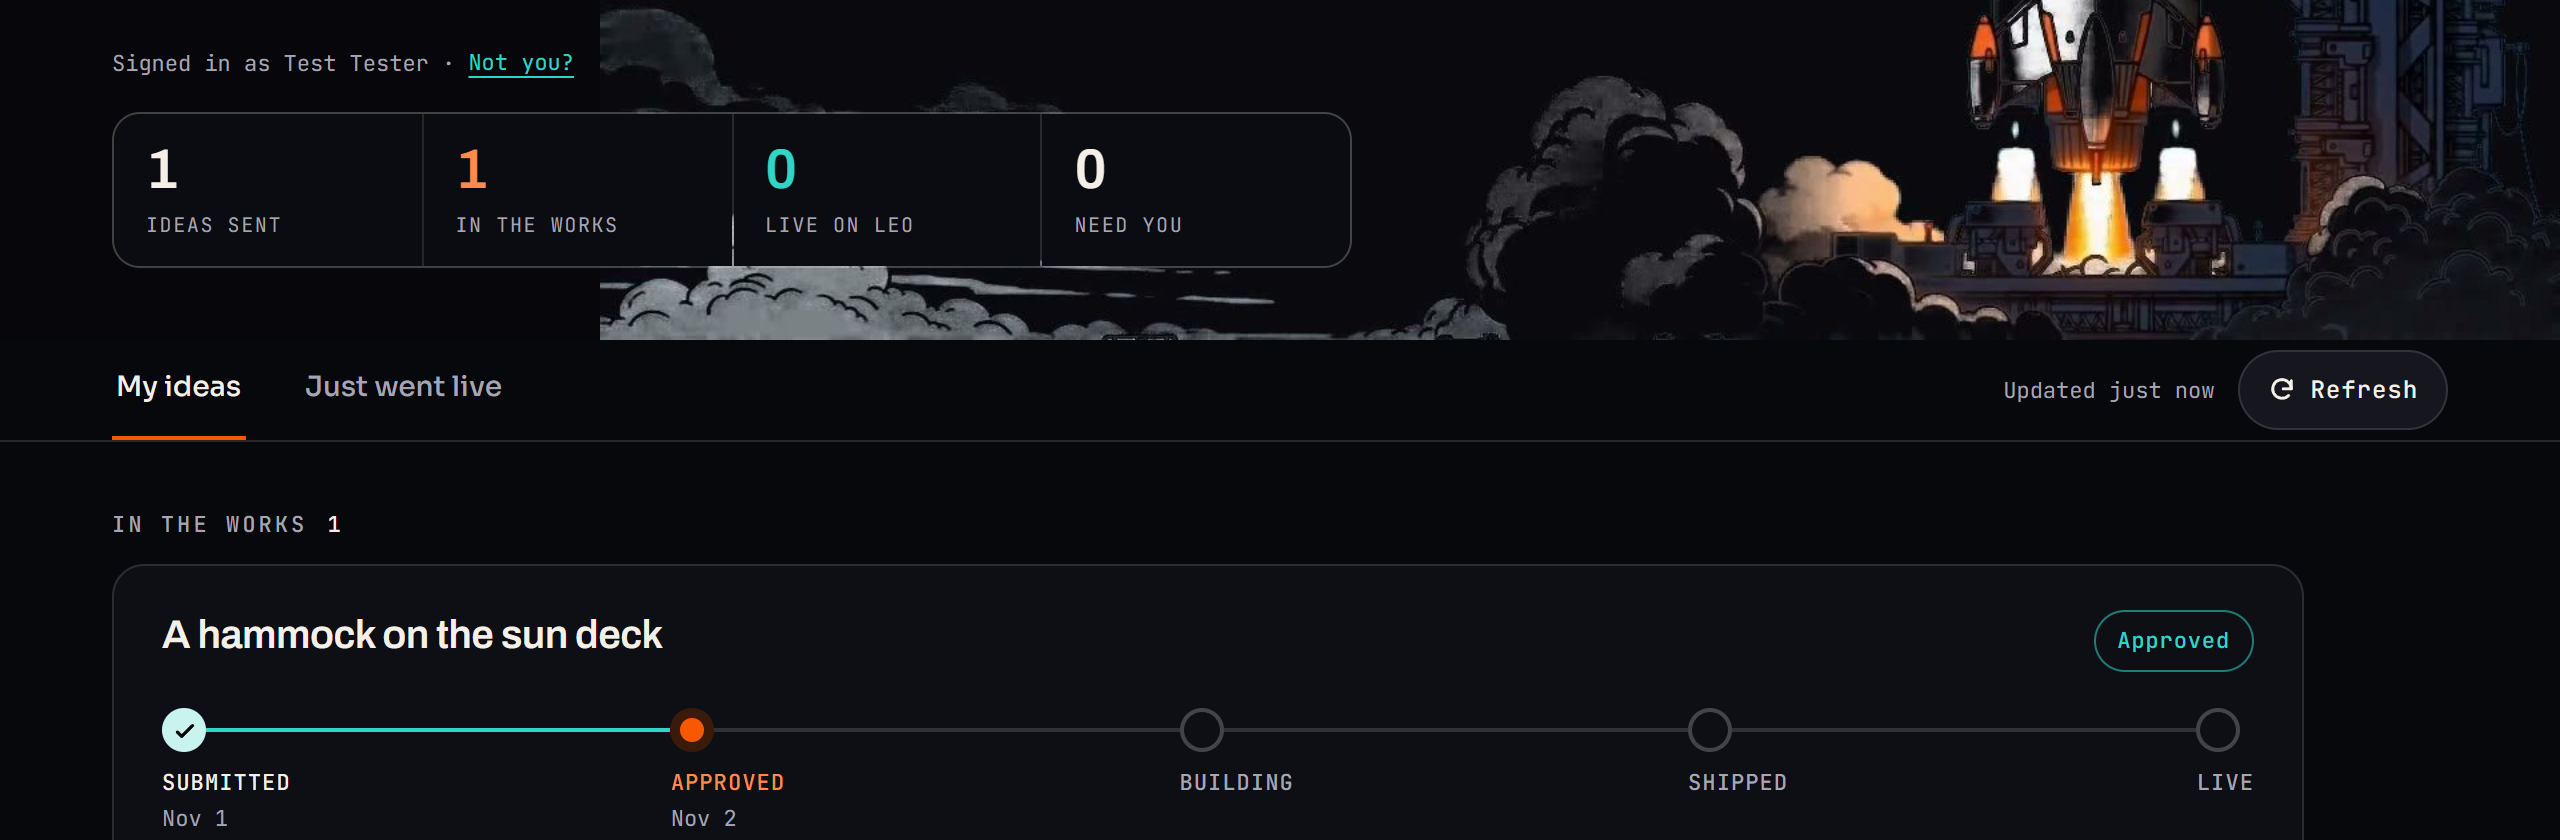 Signed in as Test Tester · Not you?
1
IDEAS SENT
1
IN THE WORKS
0
LIVE ON LEO
0
NEED YOU
My ideas
Just went live
Updated just now
Refresh
IN THE WORKS 1
A hammock on the sun deck
Approved
SUBMITTED
Nov 1
APPROVED
Nov 2
BUILDING
SHIPPED
LIVE